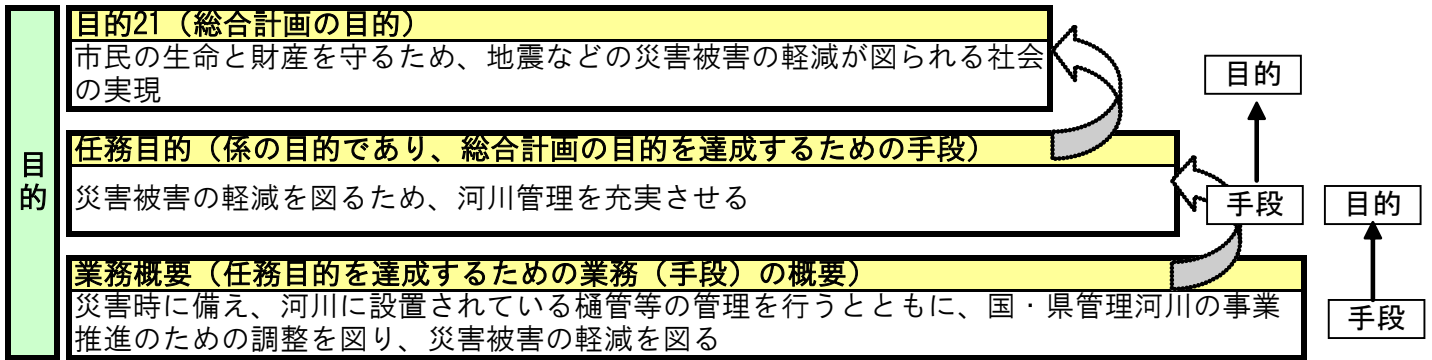 目的
目的21（総合計画の目的）
市民の生命と財産を守るため、地震などの災害被害の軽減が図られる社会
の実現
任務目的（係の目的であり、総合計画の目的を達成するための手段）
災害被害の軽減を図るため、河川管理を充実させる
業務概要（任務目的を達成するための業務（手段）の概要）
災害時に備え、河川に設置されている樋管等の管理を行うとともに、国・県管理河川の事業
推進のための調整を図り、災害被害の軽減を図る
目的
手段
目的
手段